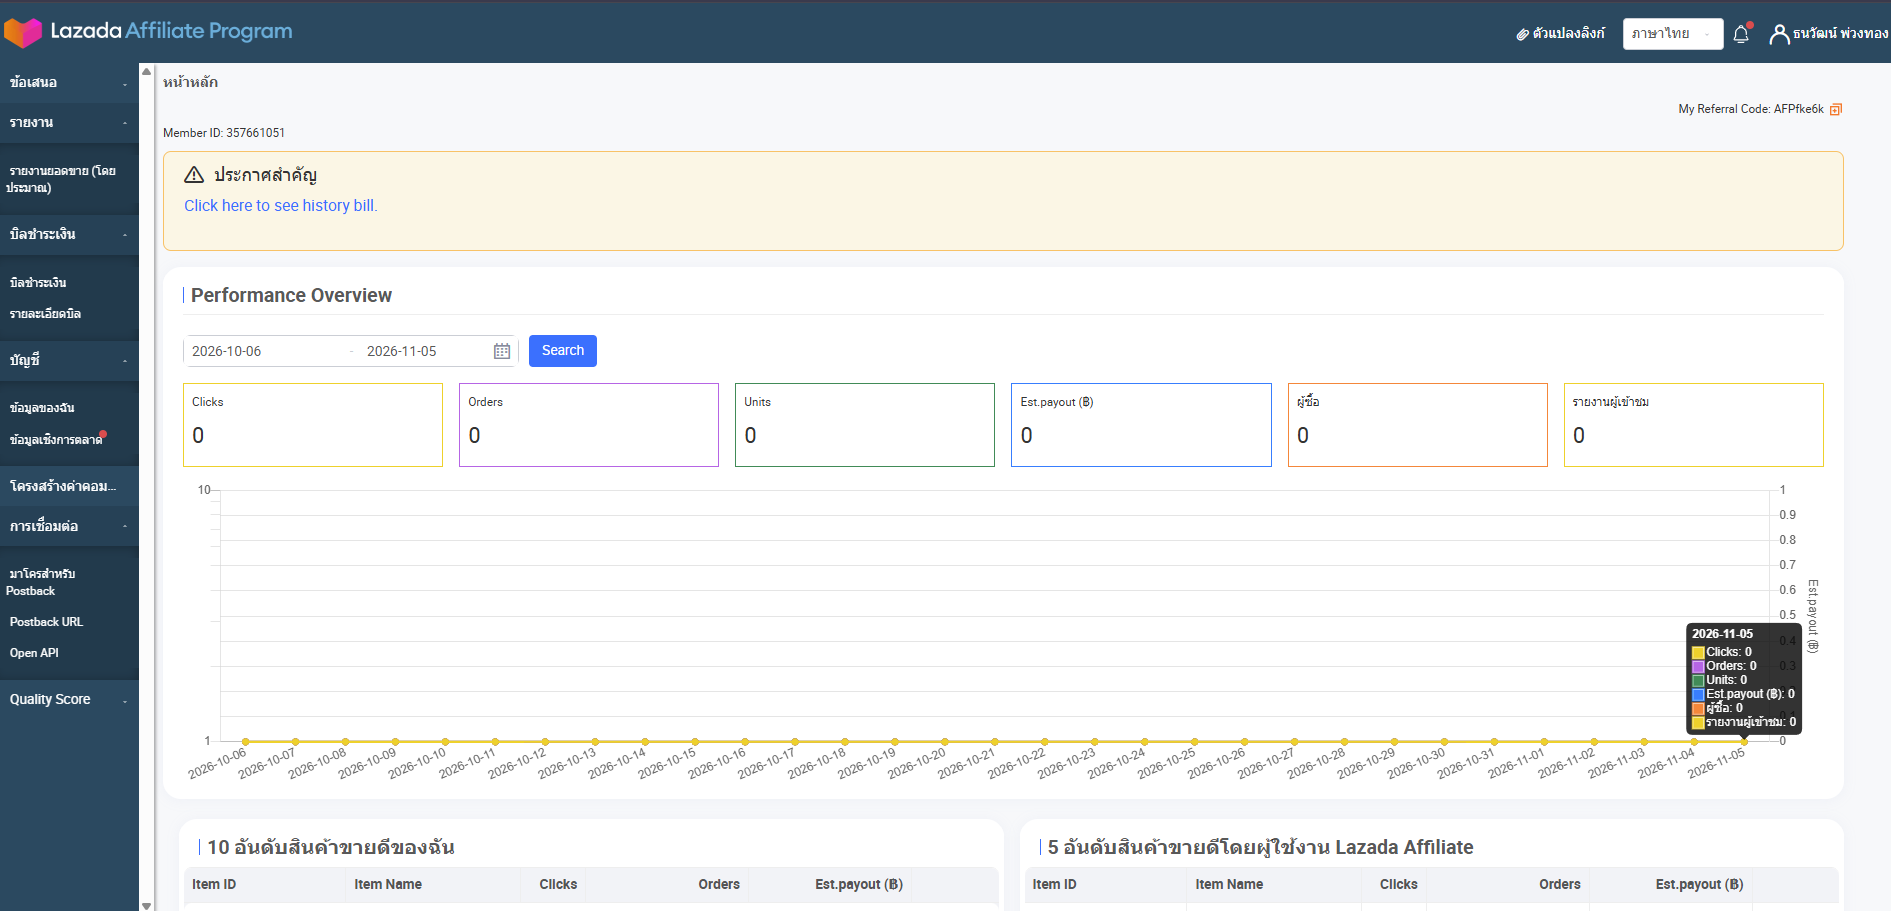 Lazada Affiliate Program
ตัวแปลงลิงก์
ภาษาไทย
ธนวัฒน์ พ่วงทอง
ข้อเสนอ
รายงาน
รายงานยอดขาย (โดย
ประมาณ)
บิลชำระเงิน
บิลชำระเงิน
รายละเอียดบิล
บัญชี
ข้อมูลของฉัน
ข้อมูลเชิงการตลาด
โครงสร้างค่าคอม...
การเชื่อมต่อ
มาโครสำหรับ
Postback
Postback URL
Open API
Quality Score
หน้าหลัก
My Referral Code: AFPfke6k
Member ID: 357661051
ประกาศสำคัญ
Click here to see history bill.
Performance Overview
2026-10-06 - 2026-11-05
Search
Clicks
0
Orders
0
Units
0
Est.payout (฿)
0
ผู้ซื้อ
0
รายงานผู้เข้าชม
0
10
1
1
0.9
0.8
0.7
0.6
0.5
0.4
0.3
0.1
0
Est.payout (฿)
2026-11-05
Clicks: 0
Orders: 0
Units: 0
Est.payout (฿): 0
ผู้ซื้อ: 0
รายงานผู้เข้าชม: 0
2026-10-06
2026-10-07
2026-10-08
2026-10-09
2026-10-10
2026-10-11
2026-10-12
2026-10-13
2026-10-14
2026-10-15
2026-10-16
2026-10-17
2026-10-18
2026-10-19
2026-10-20
2026-10-21
2026-10-22
2026-10-23
2026-10-24
2026-10-25
2026-10-26
2026-10-27
2026-10-28
2026-10-29
2026-10-30
2026-10-31
2026-11-01
2026-11-02
2026-11-03
2026-11-04
2026-11-05
10 อันดับสินค้าขายดีของฉัน
Item ID Item Name Clicks Orders Est.payout (฿)
5 อันดับสินค้าขายดีโดยผู้ใช้งาน Lazada Affiliate
Item ID Item Name Clicks Orders Est.payout (฿)